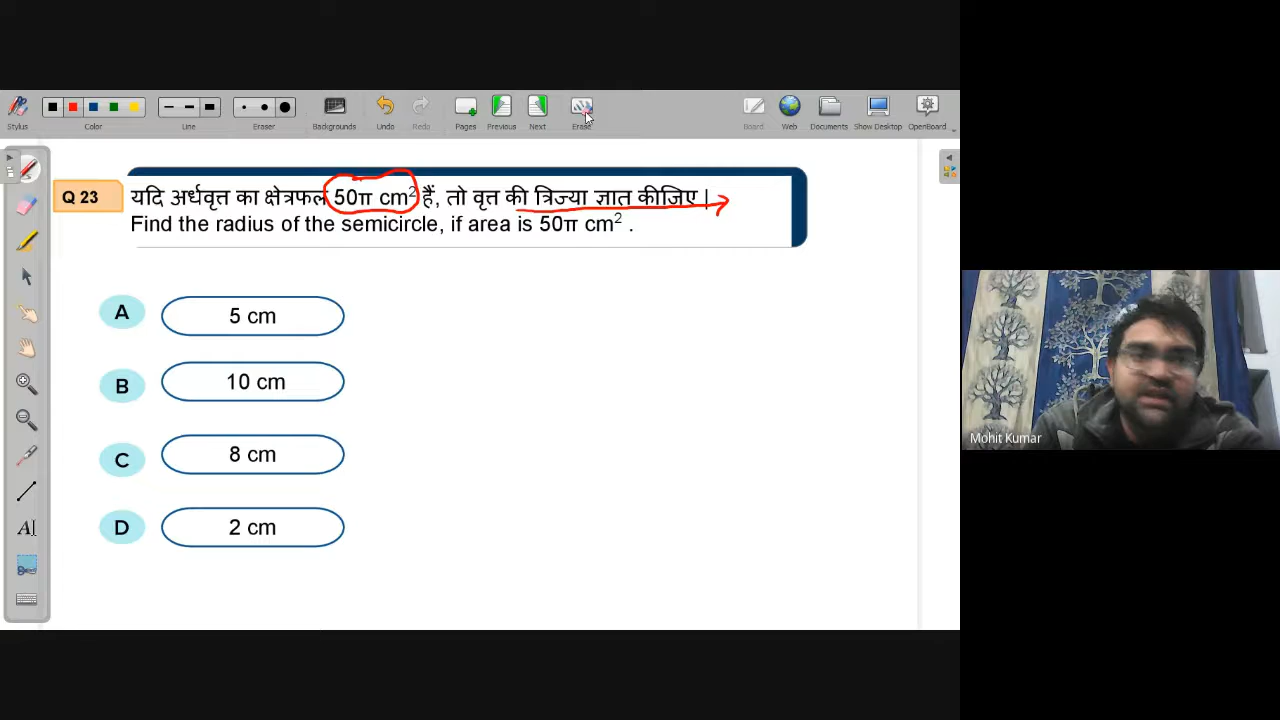 Stylus
Color
Line
Eraser
Backgrounds
Undo
Redo
Pages
Previous
Next
Erase
Board
Web
Documents
Show Desktop
OpenBoard
Q 23
यदि अर्धवृत्त का क्षेत्रफल 50π cm² हैं, तो वृत्त की त्रिज्या ज्ञात कीजिए |
Find the radius of the semicircle, if area is 50π cm² .
A 5 cm
B 10 cm
C 8 cm
D 2 cm
Mohit Kumar